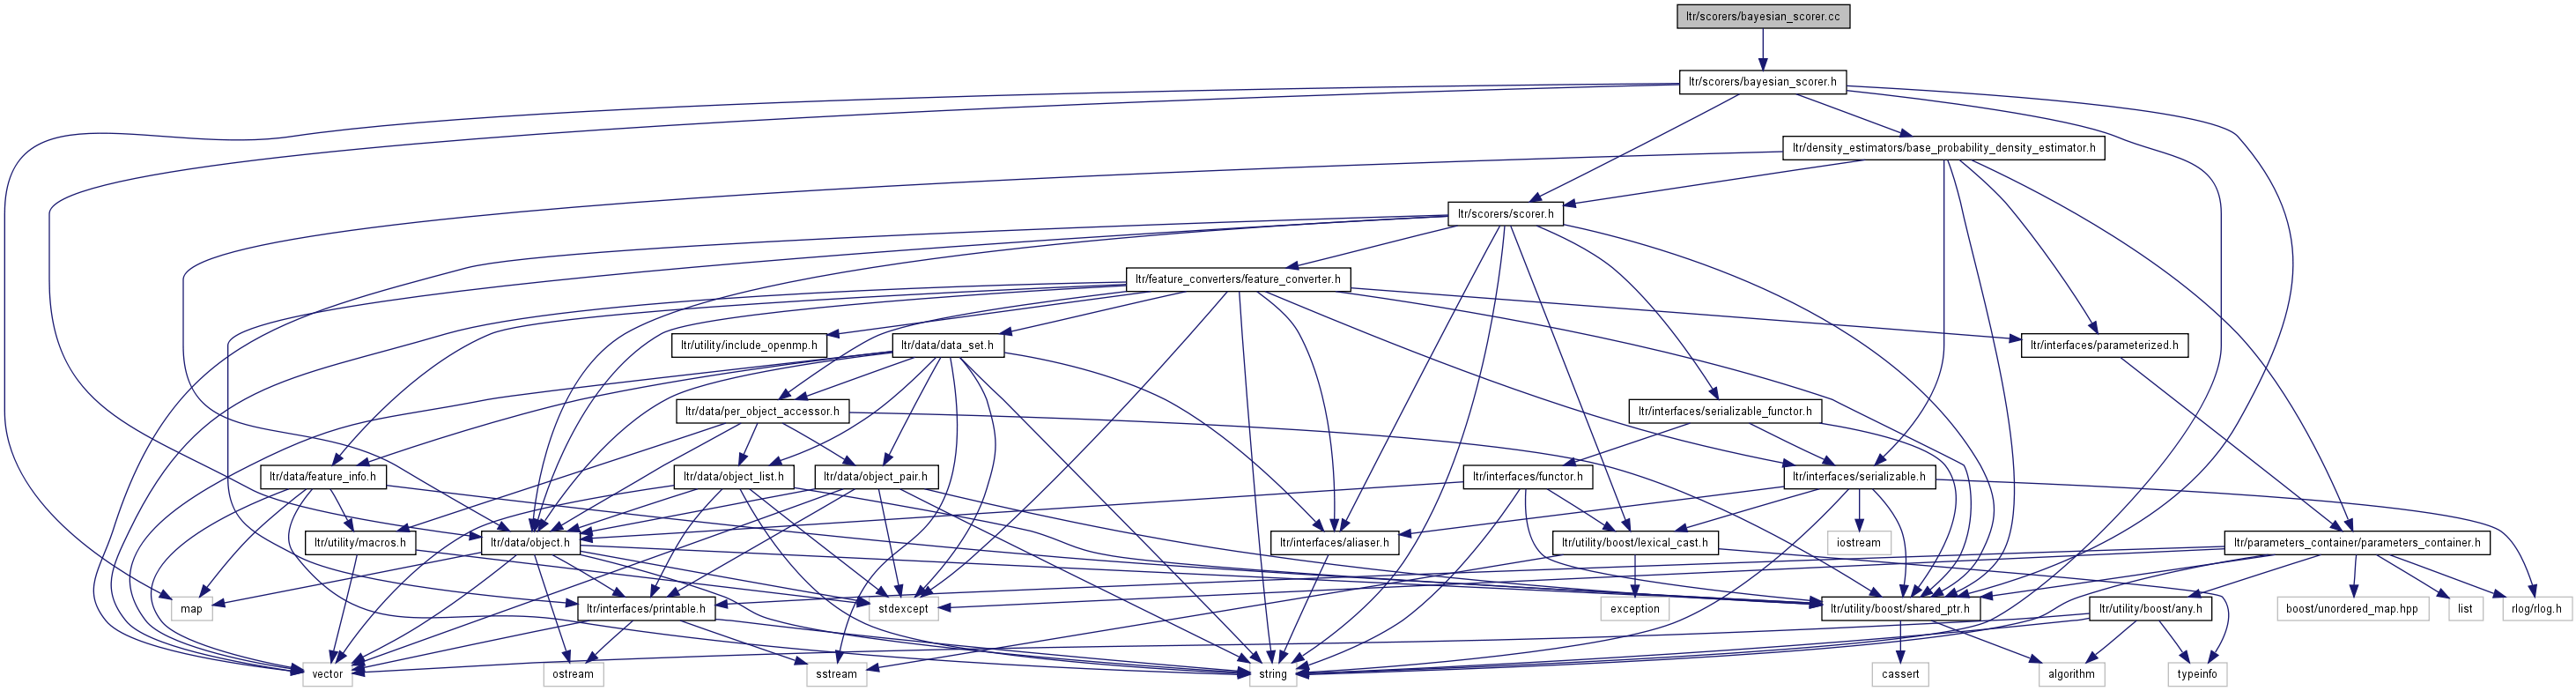 ltr/scorers/bayesian_scorer.cc
ltr/scorers/bayesian_scorer.h
ltr/density_estimators/base_probability_density_estimator.h
ltr/scorers/scorer.h
ltr/feature_converters/feature_converter.h
ltr/utility/include_openmp.h
ltr/data/data_set.h
ltr/interfaces/parameterized.h
ltr/data/per_object_accessor.h
ltr/interfaces/serializable_functor.h
ltr/data/feature_info.h
ltr/data/object_list.h
ltr/data/object_pair.h
ltr/interfaces/functor.h
ltr/interfaces/serializable.h
ltr/utility/macros.h
ltr/data/object.h
ltr/interfaces/aliaser.h
ltr/utility/boost/lexical_cast.h
iostream
ltr/parameters_container/parameters_container.h
map
ltr/interfaces/printable.h
stdexcept
exception
ltr/utility/boost/shared_ptr.h
ltr/utility/boost/any.h
boost/unordered_map.hpp
list
rlog/rlog.h
vector
ostream
sstream
string
cassert
algorithm
typeinfo